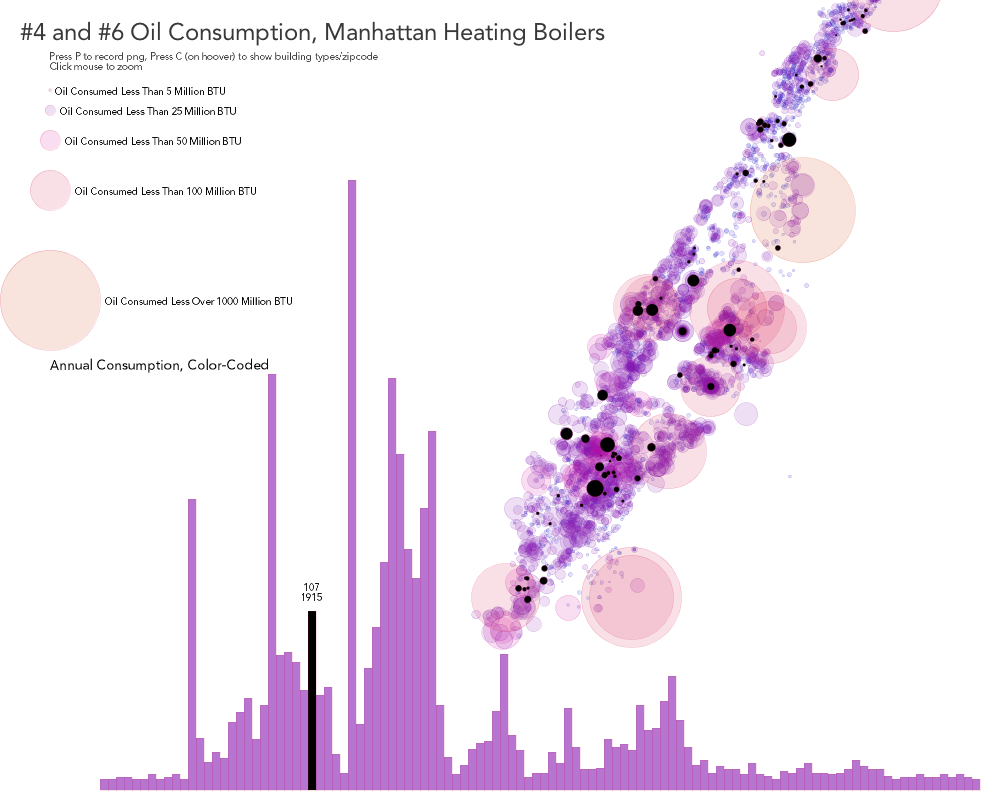 #4 and #6 Oil Consumption, Manhattan Heating Boilers
Press P to record png, Press C (on hoover) to show building types/zipcode
Click mouse to zoom
Oil Consumed Less Than 5 Million BTU
Oil Consumed Less Than 25 Million BTU
Oil Consumed Less Than 50 Million BTU
Oil Consumed Less Than 100 Million BTU
Oil Consumed Less Over 1000 Million BTU
Annual Consumption, Color-Coded
107
1915